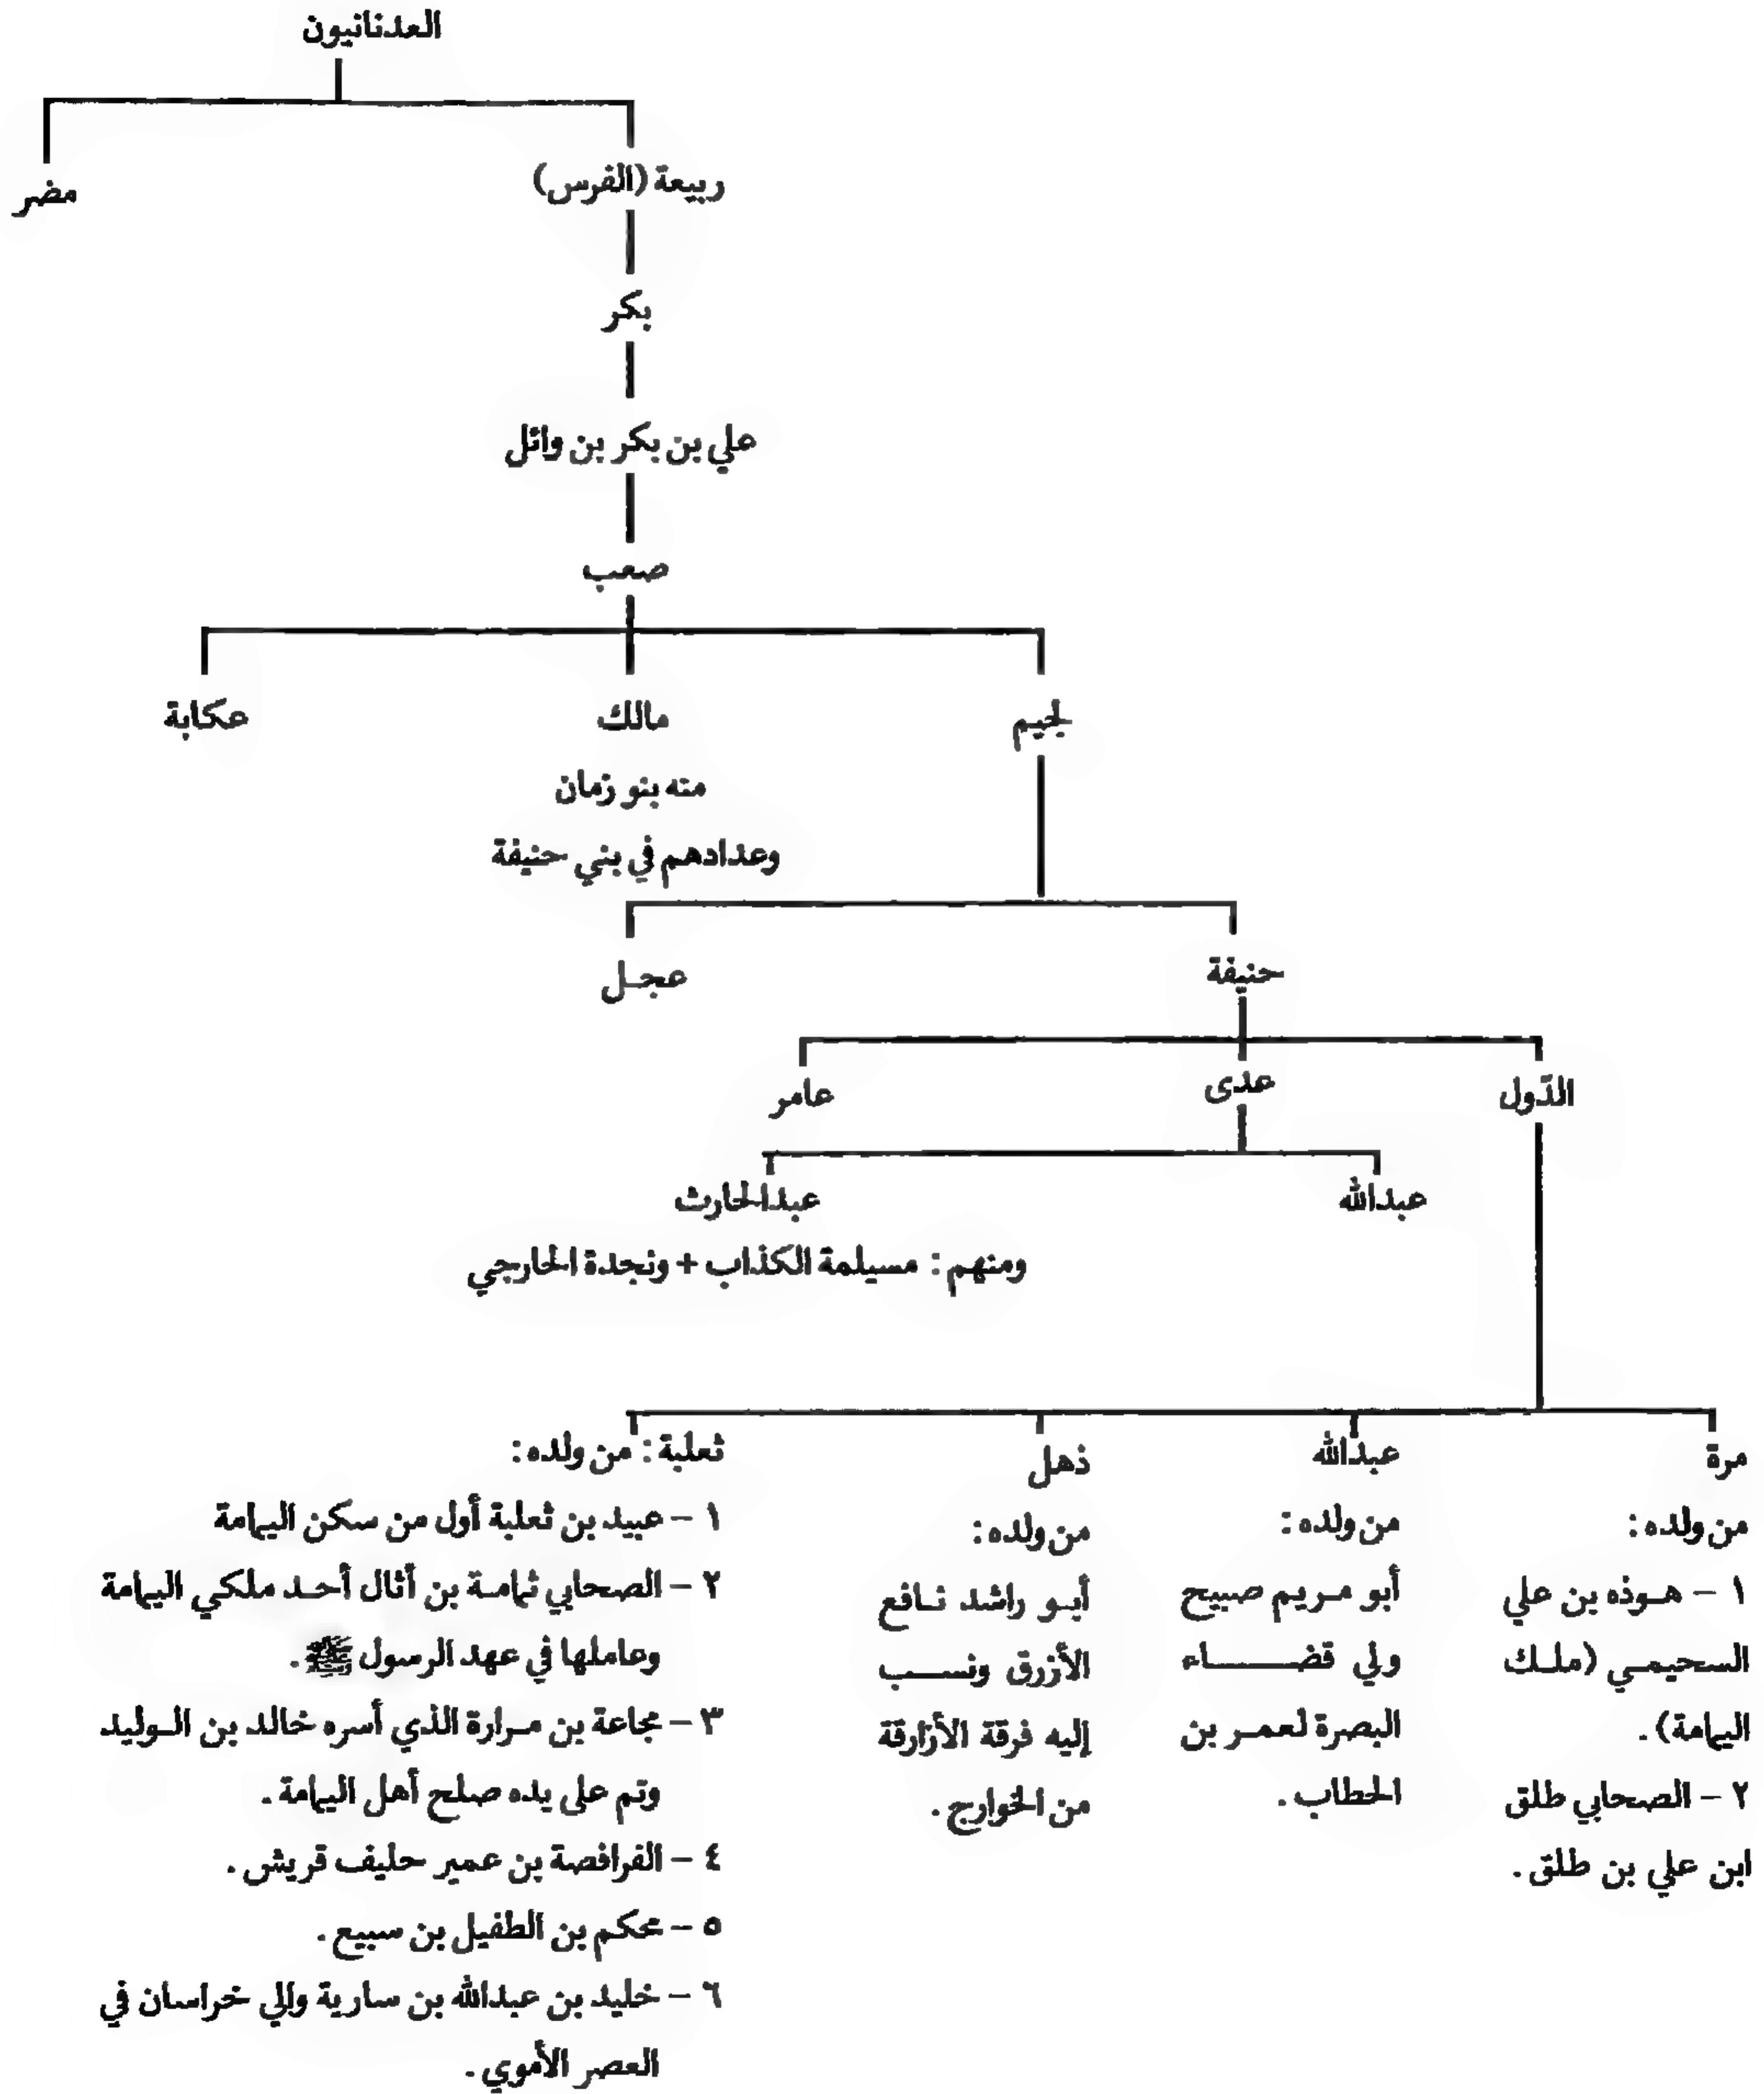 العدنانيون
ربيعة (الفرس)
مضر
بكر
علي بن بكر بن وائل
صعب
لجيم
مالك
عكابة
منه بنو زمان
وعدادهم في بني حنيفة
حنيفة
عجل
الدّول
عدى
عامر
عبدالله
عبدالحارث
ومنهم : مسيلمة الكذاب + ونجدة الخارجي
مرة
من ولده :
١ – هوذه بن علي
السحيمي (ملك
اليمامة) .
٢ – الصحابي طلق
ابن علي بن طلق .
عبدالله
من ولده :
أبو مريم صبيح
ولي قضاء
البصرة لعمر بن
الخطاب .
ذهل
من ولده :
أبو راشد نافع
الأزرق ونسب
إليه فرقة الأزارقة
من الخوارج .
ثعلبة : من ولده :
١ – عبيد بن ثعلبة أول من سكن اليمامة
٢ – الصحابي ثمامة بن أثال أحد ملكي اليمامة
وعاملها في عهد الرسول ﷺ .
٣ – مجاعة بن مرارة الذي أسره خالد بن الوليد
وتم على يده صلح أهل اليمامة .
٤ – الفرافصة بن عمير حليف قريش .
٥ – محكم بن الطفيل بن سبيع .
٦ – خليد بن عبدالله بن سارية والي خراسان في
العصر الأموي .